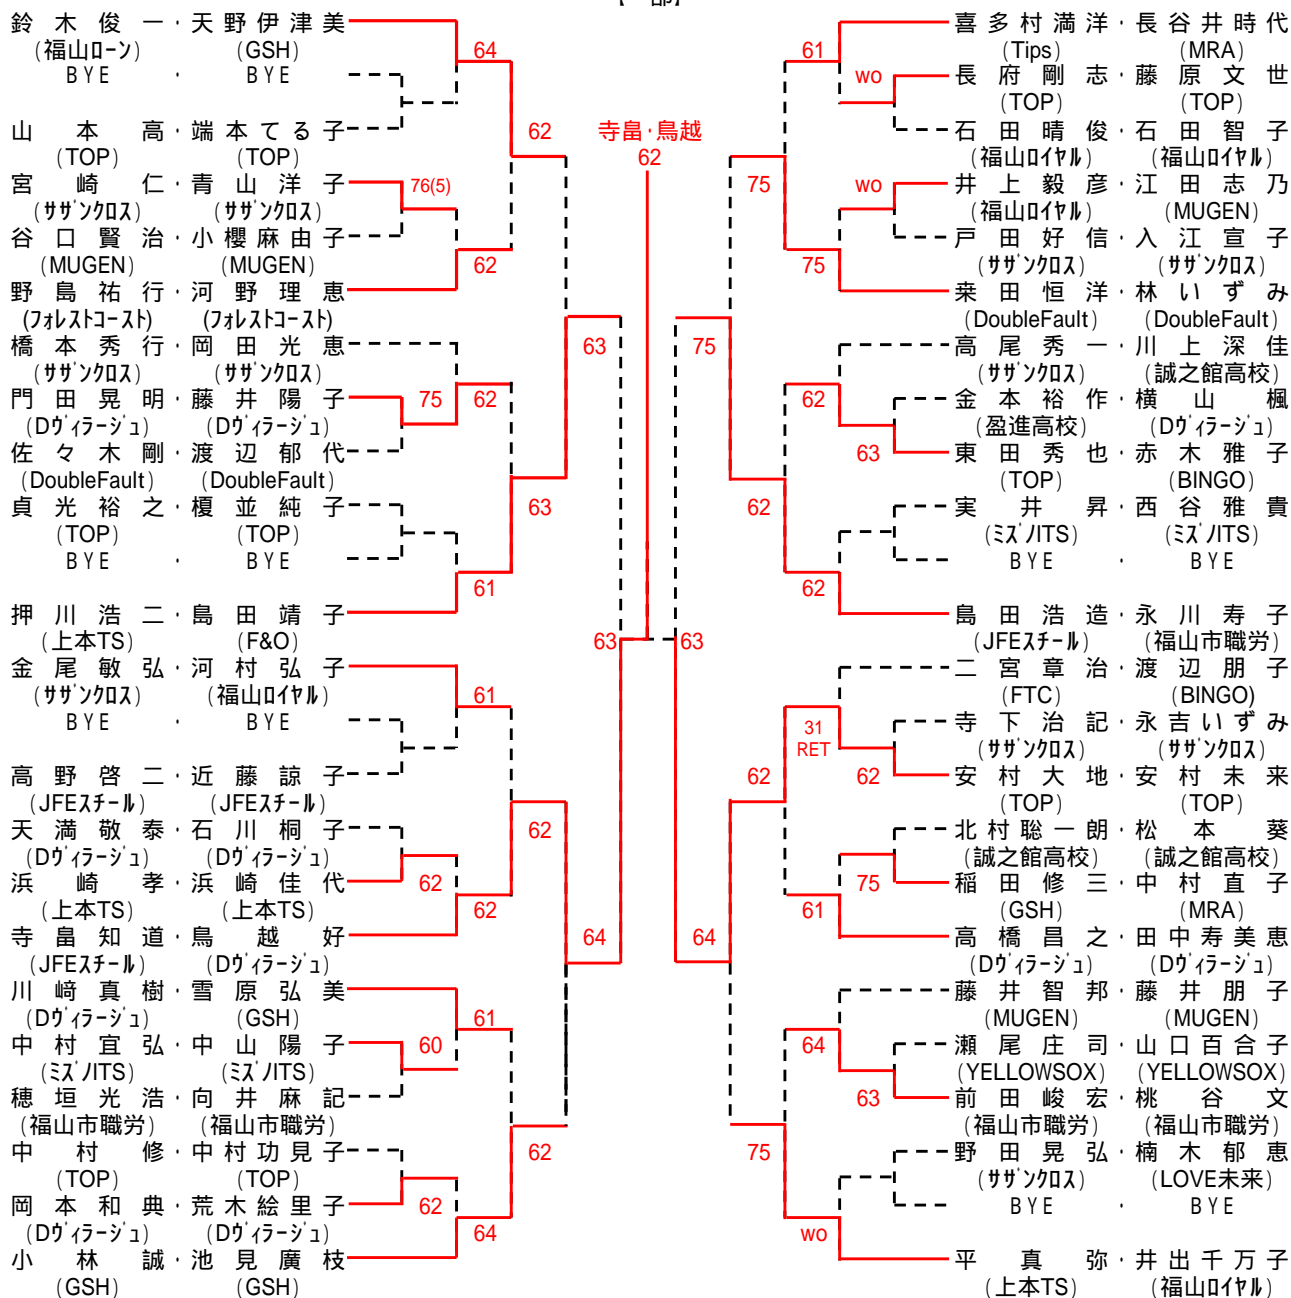 鈴木俊一・天野伊津美
(福山ローン) (GSH)
64
BYE ・ BYE
山本高・端本てる子
(TOP) (TOP)
62
宮崎仁・青山洋子
(サザンクロス) (サザンクロス)
76(5)
谷口賢治・小櫻麻由子
(MUGEN) (MUGEN)
62
野島祐行・河野理恵
(フォレストコースト) (フォレストコースト)
63
橋本秀行・岡田光恵
(サザンクロス) (サザンクロス)
門田晃明・藤井陽子
(Dヴィラージュ) (Dヴィラージュ)
75
62
佐々木剛・渡辺郁代
(DoubleFault) (DoubleFault)
63
貞光裕之・榎並純子
(TOP) (TOP)
BYE ・ BYE
61
押川浩二・島田靖子
(上本TS) (F&O)
63
金尾敏弘・河村弘子
(サザンクロス) (福山ロイヤル)
61
BYE ・ BYE
高野啓二・近藤諒子
(JFEスチール) (JFEスチール)
62
天満敬泰・石川桐子
(Dヴィラージュ) (Dヴィラージュ)
浜崎孝・浜崎佳代
(上本TS) (上本TS)
62
62
寺畠知道・鳥越好
(JFEスチール) (Dヴィラージュ)
64
川﨑真樹・雪原弘美
(Dヴィラージュ) (GSH)
61
中村宜弘・中山陽子
(ミズノITS) (ミズノITS)
60
穂垣光浩・向井麻記
(福山市職労) (福山市職労)
62
中村修・中村功見子
(TOP) (TOP)
岡本和典・荒木絵里子
(Dヴィラージュ) (Dヴィラージュ)
62
64
小林誠・池見廣枝
(GSH) (GSH)
寺畠・鳥越
62
喜多村満洋・長谷井時代
(Tips) (MRA)
61
長府剛志・藤原文世
(TOP) (TOP)
wo
石田晴俊・石田智子
(福山ロイヤル) (福山ロイヤル)
75
井上毅彦・江田志乃
(福山ロイヤル) (MUGEN)
wo
戸田好信・入江宣子
(サザンクロス) (サザンクロス)
75
来田恒洋・林いずみ
(DoubleFault) (DoubleFault)
75
高尾秀一・川上深佳
(サザンクロス) (誠之館高校)
62
金本裕作・横山楓
(盈進高校) (Dヴィラージュ)
63
東田秀也・赤木雅子
(TOP) (BINGO)
62
実井昇・西谷雅貴
(ミズノITS) (ミズノITS)
BYE ・ BYE
62
島田浩造・永川寿子
(JFEスチール) (福山市職労)
63
二宮章治・渡辺朋子
(FTC) (BINGO)
31
RET
寺下治記・永吉いずみ
(サザンクロス) (サザンクロス)
62
安村大地・安村未来
(TOP) (TOP)
62
北村聡一朗・松本葵
(誠之館高校) (誠之館高校)
75
稲田修三・中村直子
(GSH) (MRA)
61
高橋昌之・田中寿美恵
(Dヴィラージュ) (Dヴィラージュ)
64
藤井智邦・藤井朋子
(MUGEN) (MUGEN)
64
瀬尾庄司・山口百合子
(YELLOWSOX) (YELLOWSOX)
63
前田峻宏・桃谷文
(福山市職労) (福山市職労)
75
野田晃弘・楠木郁恵
(サザンクロス) (LOVE未来)
BYE ・ BYE
wo
平真弥・井出千万子
(上本TS) (福山ロイヤル)